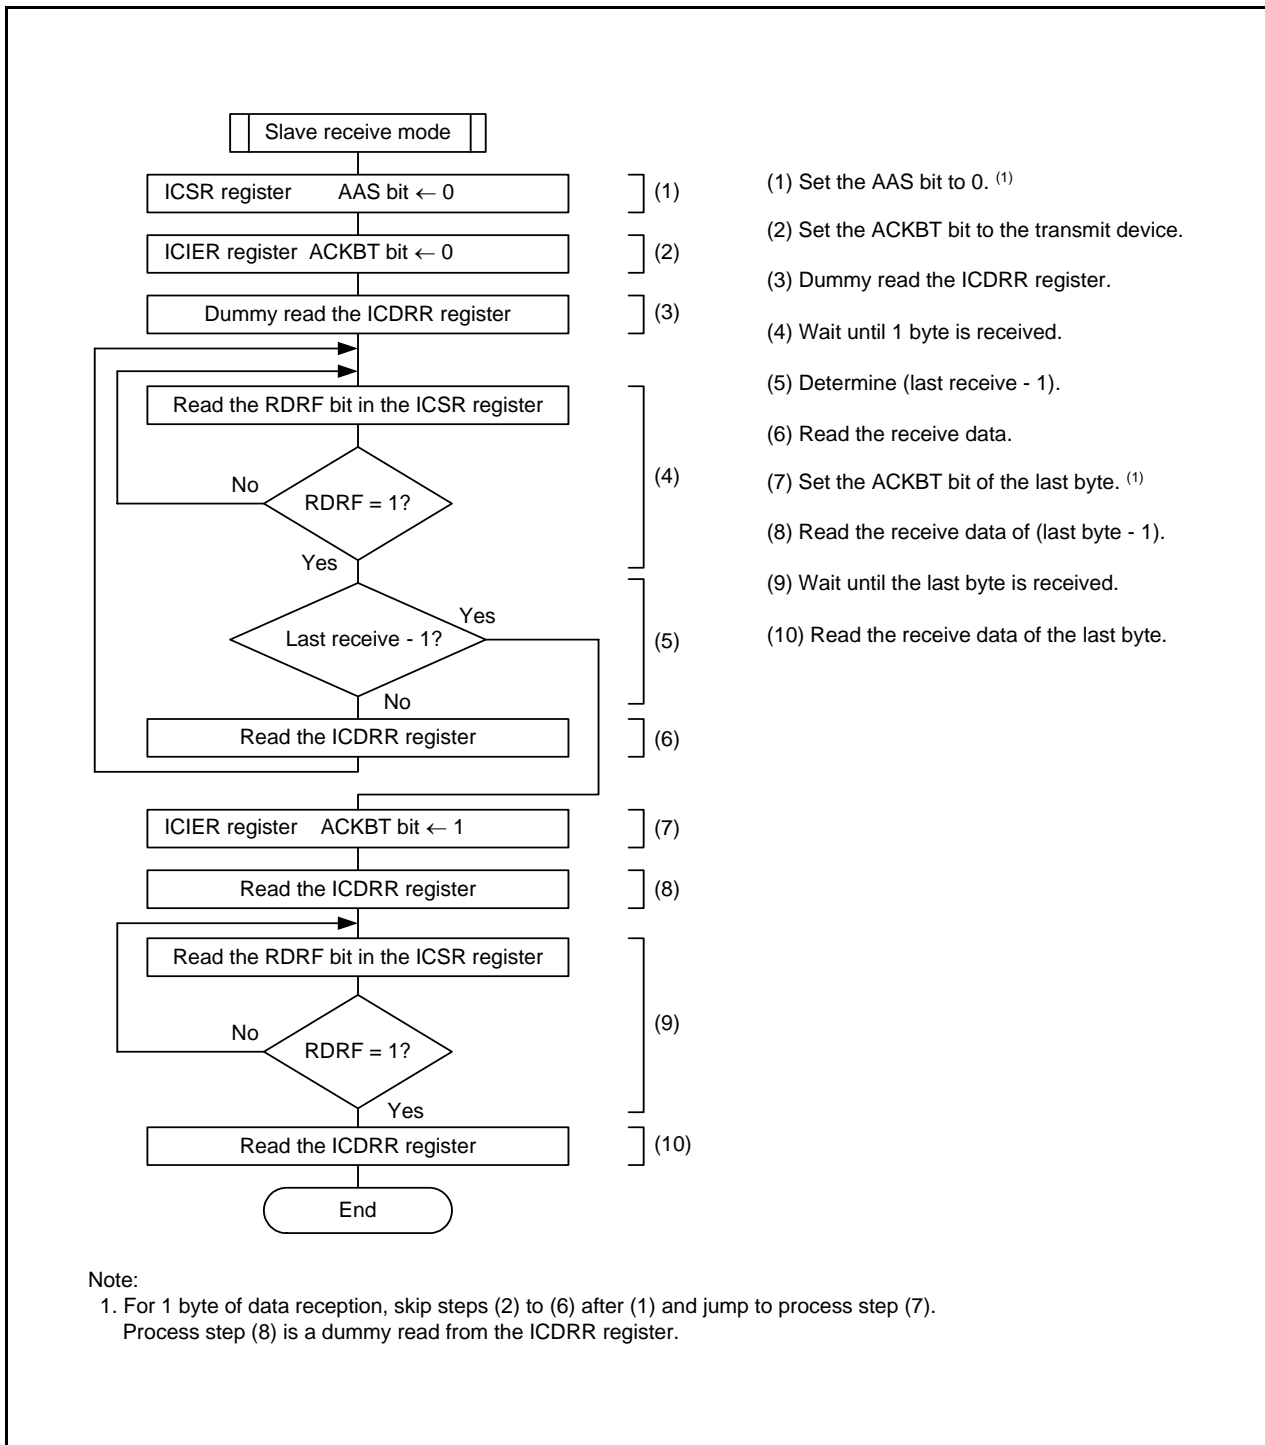 Slave receive mode
ICSR register AAS bit ← 0
(1)
ICIER register ACKBT bit ← 0
(2)
Dummy read the ICDRR register
(3)
Read the RDRF bit in the ICSR register
No
RDRF = 1?
(4)
Yes
Last receive - 1?
Yes
(5)
No
Read the ICDRR register
(6)
ICIER register ACKBT bit ← 1
(7)
Read the ICDRR register
(8)
Read the RDRF bit in the ICSR register
No
RDRF = 1?
(9)
Yes
Read the ICDRR register
(10)
End
(1) Set the AAS bit to 0. (1)
(2) Set the ACKBT bit to the transmit device.
(3) Dummy read the ICDRR register.
(4) Wait until 1 byte is received.
(5) Determine (last receive - 1).
(6) Read the receive data.
(7) Set the ACKBT bit of the last byte. (1)
(8) Read the receive data of (last byte - 1).
(9) Wait until the last byte is received.
(10) Read the receive data of the last byte.
Note:
1. For 1 byte of data reception, skip steps (2) to (6) after (1) and jump to process step (7).
Process step (8) is a dummy read from the ICDRR register.